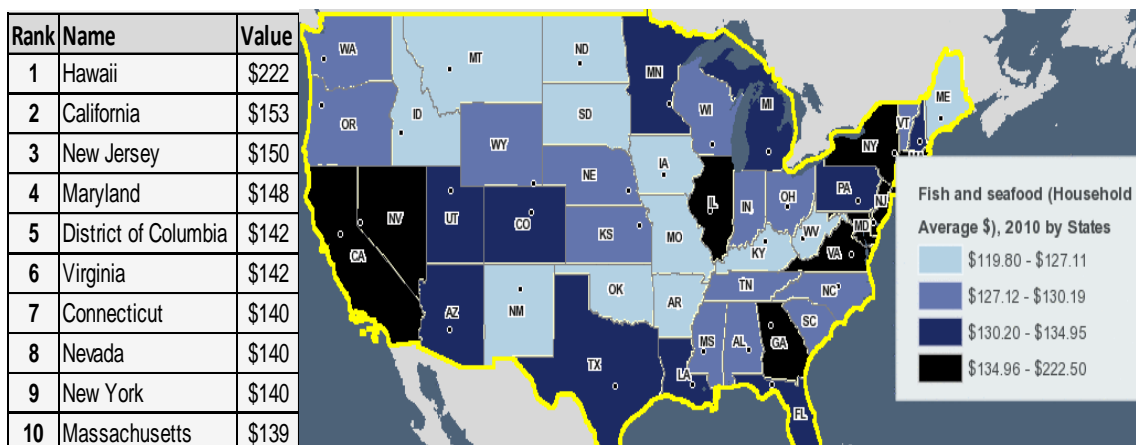 Rank Name Value
1 Hawaii $222
2 California $153
3 New Jersey $150
4 Maryland $148
5 District of Columbia $142
6 Virginia $142
7 Connecticut $140
8 Nevada $140
9 New York $140
10 Massachusetts $139
WA
MT
ND
MN
ME
VT
OR
ID
SD
WI
MI
NY
WY
IA
NE
PA
NJ
NV
UT
CO
IL
IN
OH
MD
WV
CA
KS
MO
KY
VA
TN
NC
AZ
NM
OK
AR
SC
MS
AL
GA
TX
LA
FL
Fish and seafood (Household
Average $), 2010 by States
$119.80 - $127.11
$127.12 - $130.19
$130.20 - $134.95
$134.96 - $222.50